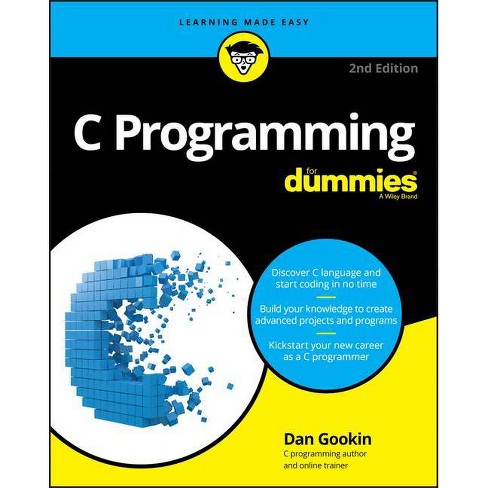 LEARNING MADE EASY
2nd Edition
C Programming
for
dummies®
A Wiley Brand
Discover C language and
start coding in no time
Build your knowledge to create
advanced projects and programs
Kickstart your new career
as a C programmer
Dan Gookin
C programming author
and online trainer